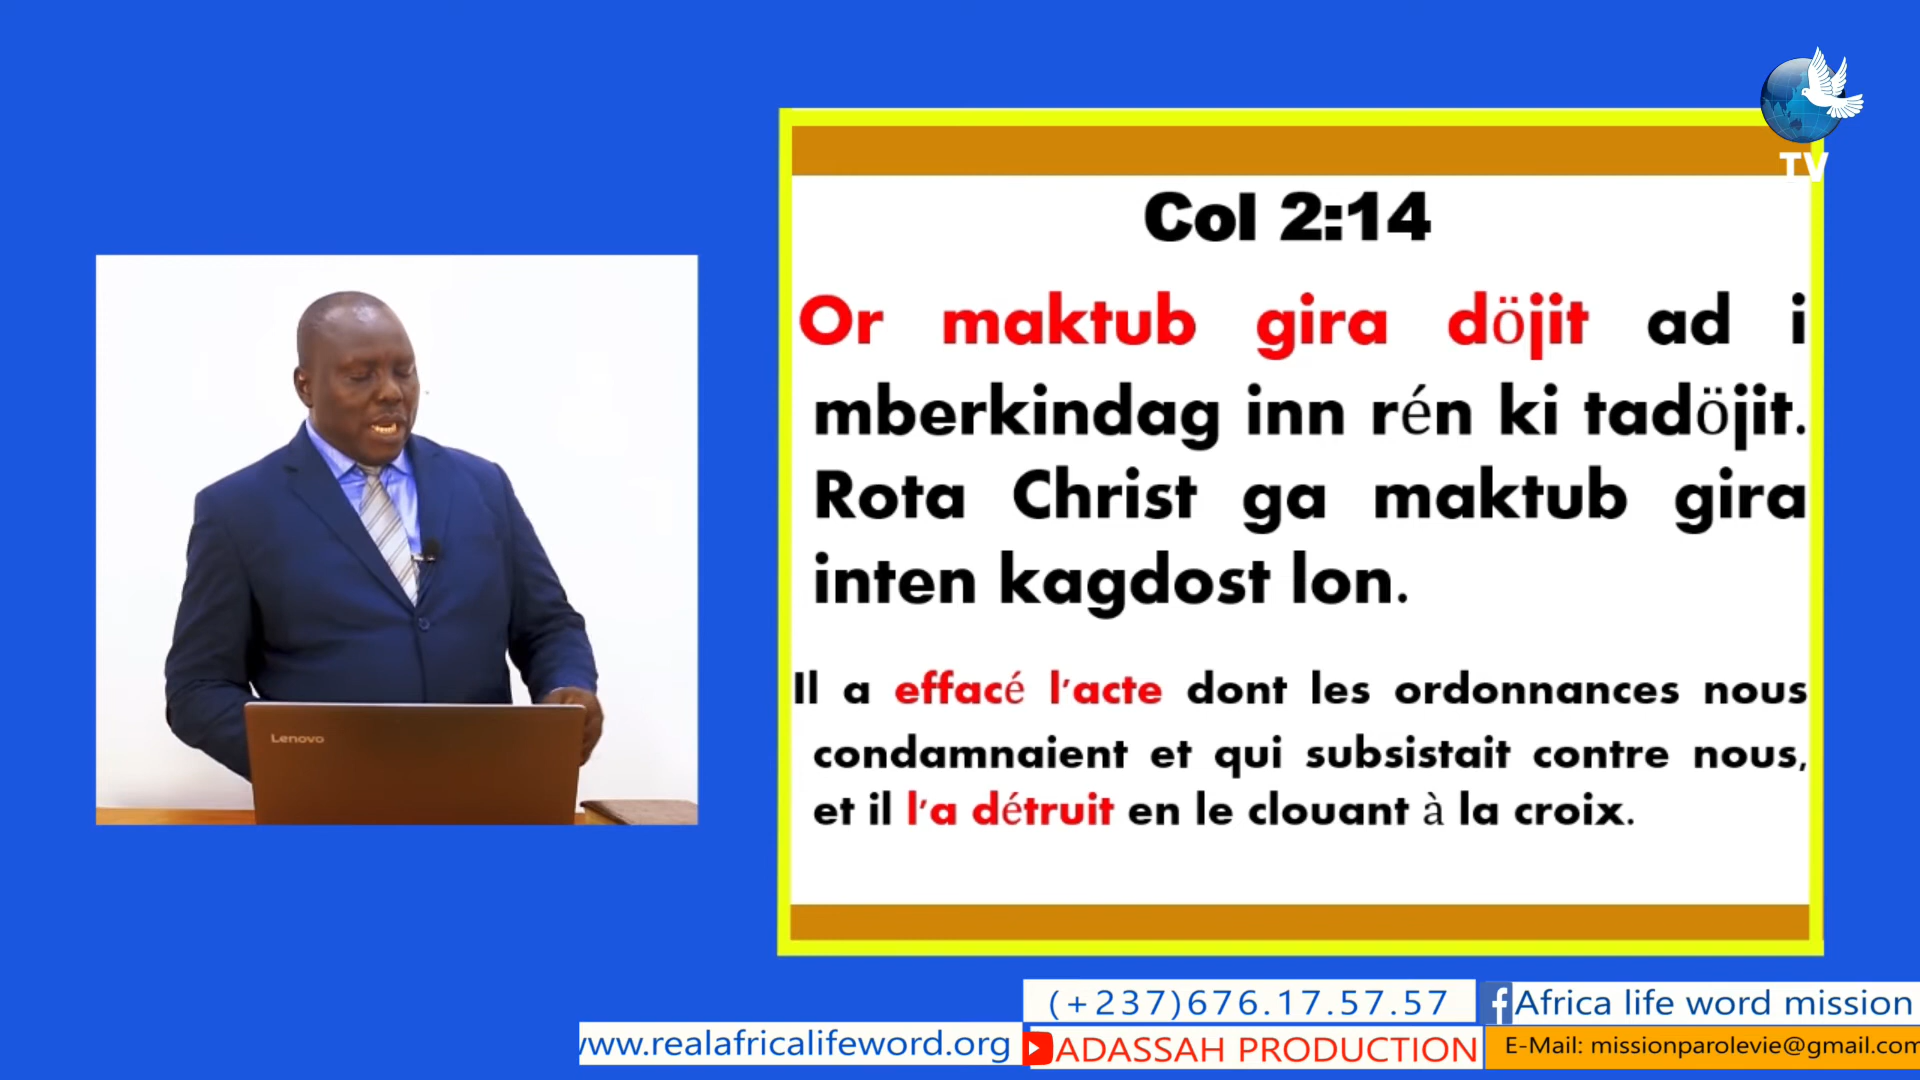 TV
Col 2:14
Or maktub gira döjit ad i
mberkindag inn rén ki tadöjit.
Rota Christ ga maktub gira
inten kagdost lon.
Il a effacé l'acte dont les ordonnances nous
condamnaient et qui subsistait contre nous,
et il l'a détruit en le clouant à la croix.
Lenovo
(+237)676.17.57.57
Africa life word mission
www.realafricalifeword.org
ADASSAH PRODUCTION
E-Mail: missionparolevie@gmail.com